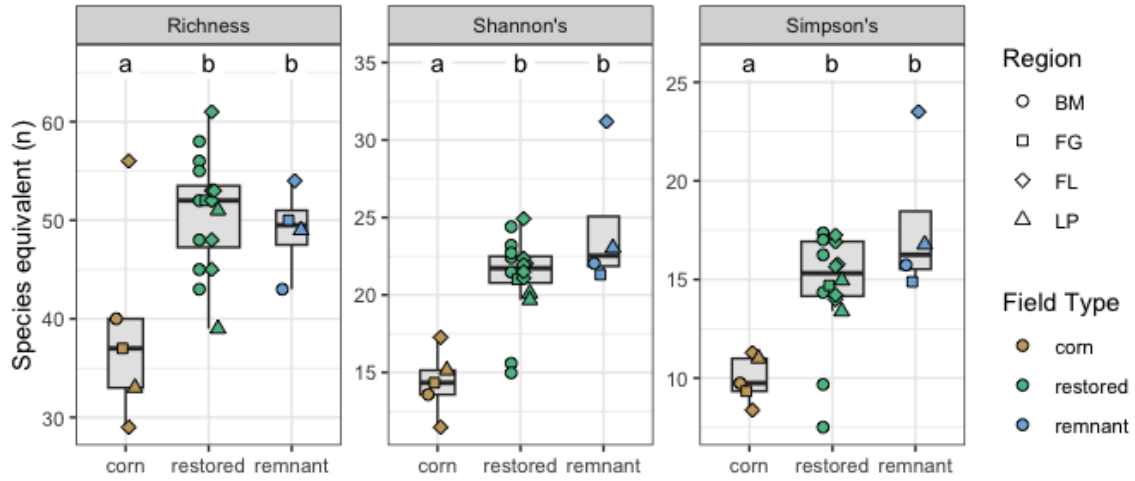 Richness
Shannon's
Simpson's
Species equivalent (n)
60
50
40
30
a
b
b
corn
restored
remnant
35
30
25
20
15
a
b
b
corn
restored
remnant
25
20
15
10
a
b
b
corn
restored
remnant
Region
BM
FG
FL
LP
Field Type
corn
restored
remnant